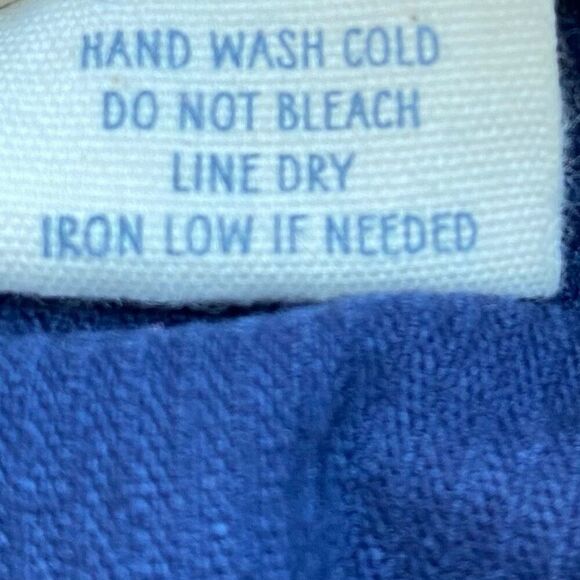 HAND WASH COLD
DO NOT BLEACH
LINE DRY
IRON LOW IF NEEDED